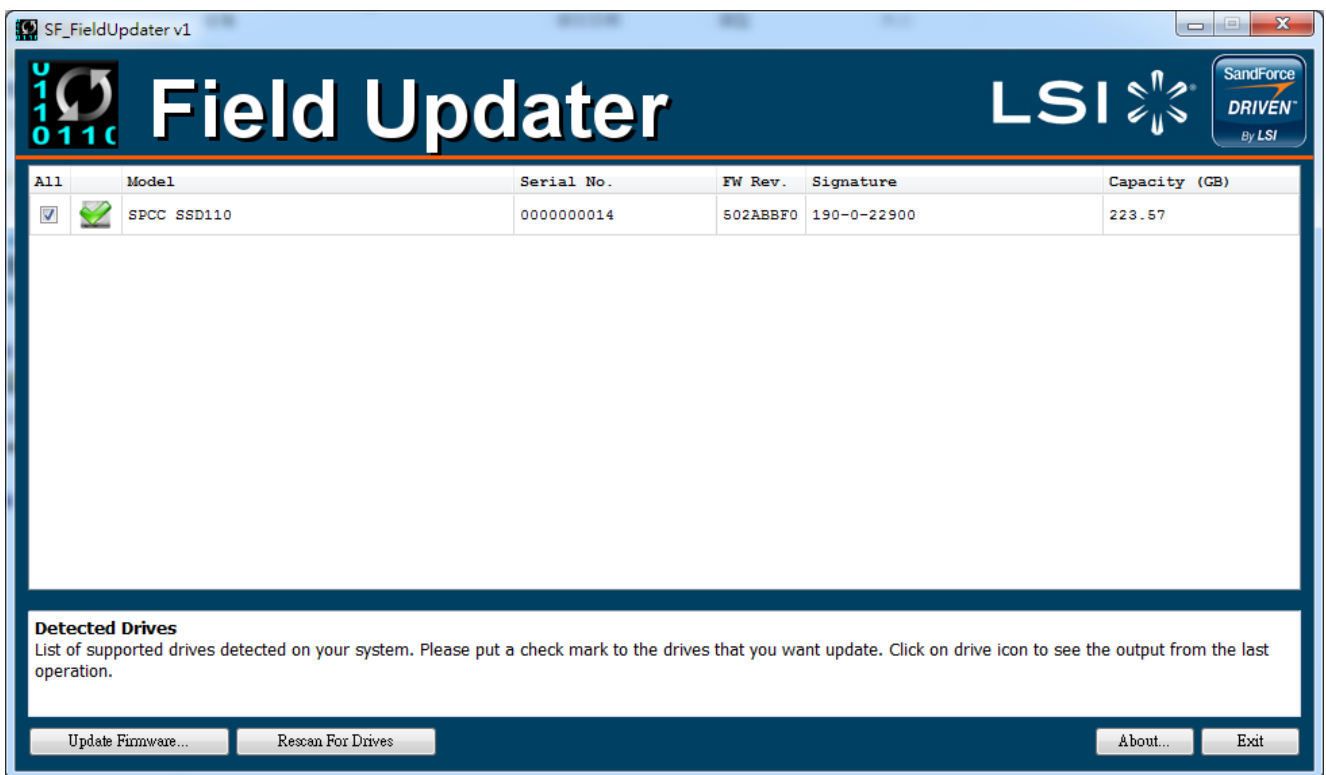 SF_FieldUpdater v1
Field Updater
LSI
SandForce
DRIVEN™
By LSI
All Model Serial No. FW Rev. Signature Capacity (GB)
SPCC SSD110 0000000014 502ABBF0 190-0-22900 223.57
Detected Drives
List of supported drives detected on your system. Please put a check mark to the drives that you want update. Click on drive icon to see the output from the last
operation.
Update Firmware... Rescan For Drives About... Exit